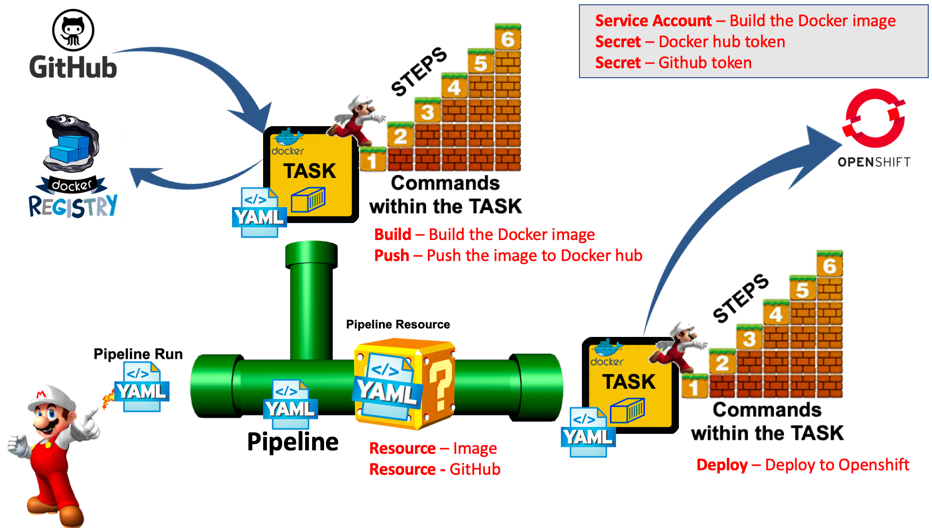 GitHub
docker
REGISTRY
docker
TASK
</>
YAML
STEPS
1
2
3
4
5
6
Commands
within the TASK
Build – Build the Docker image
Push – Push the image to Docker hub
Service Account – Build the Docker image
Secret – Docker hub token
Secret – Github token
OPENSHIFT
Pipeline Run
</>
YAML
M
</>
YAML
Pipeline
Pipeline Resource
</>
YAML
?
Resource – Image
Resource - GitHub
docker
TASK
</>
YAML
STEPS
1
2
3
4
5
6
Commands
within the TASK
Deploy – Deploy to Openshift